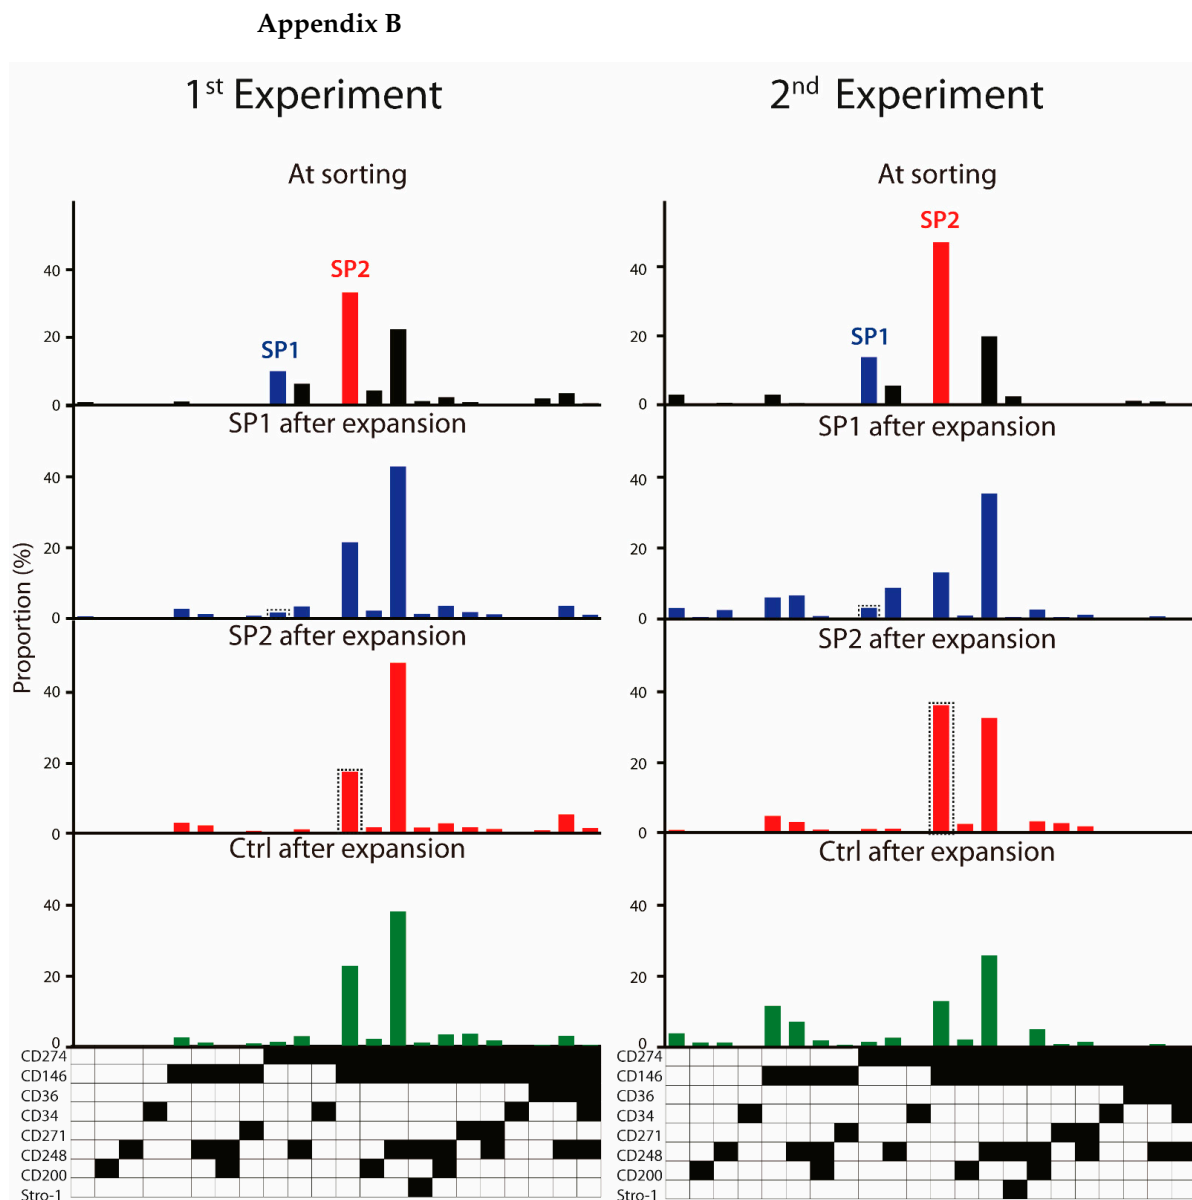 Appendix B
1st Experiment
2nd Experiment
At sorting
At sorting
SP1
SP2
40
20
0
SP1
SP2
40
20
0
SP1 after expansion
SP1 after expansion
40
20
0
40
20
0
Proportion (%)
SP2 after expansion
SP2 after expansion
40
20
0
40
20
0
Ctrl after expansion
Ctrl after expansion
40
20
0
40
20
0
CD274
CD146
CD36
CD34
CD271
CD248
CD200
Stro-1
CD274
CD146
CD36
CD34
CD271
CD248
CD200
Stro-1